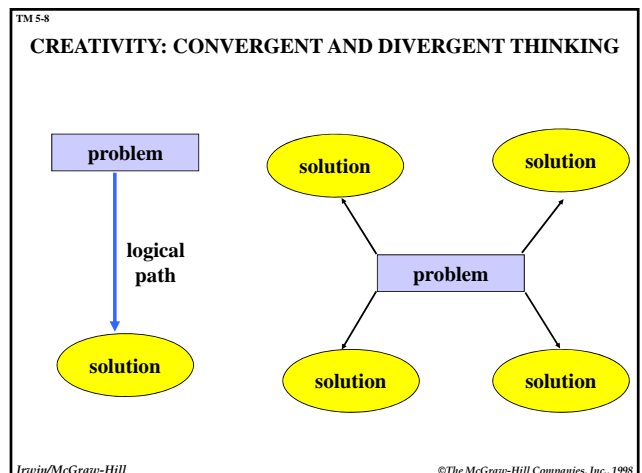 TM 5-8
CREATIVITY: CONVERGENT AND DIVERGENT THINKING
problem
logical
path
solution
solution
solution
problem
solution
solution
Irwin/McGraw-Hill
©The McGraw-Hill Companies, Inc., 1998